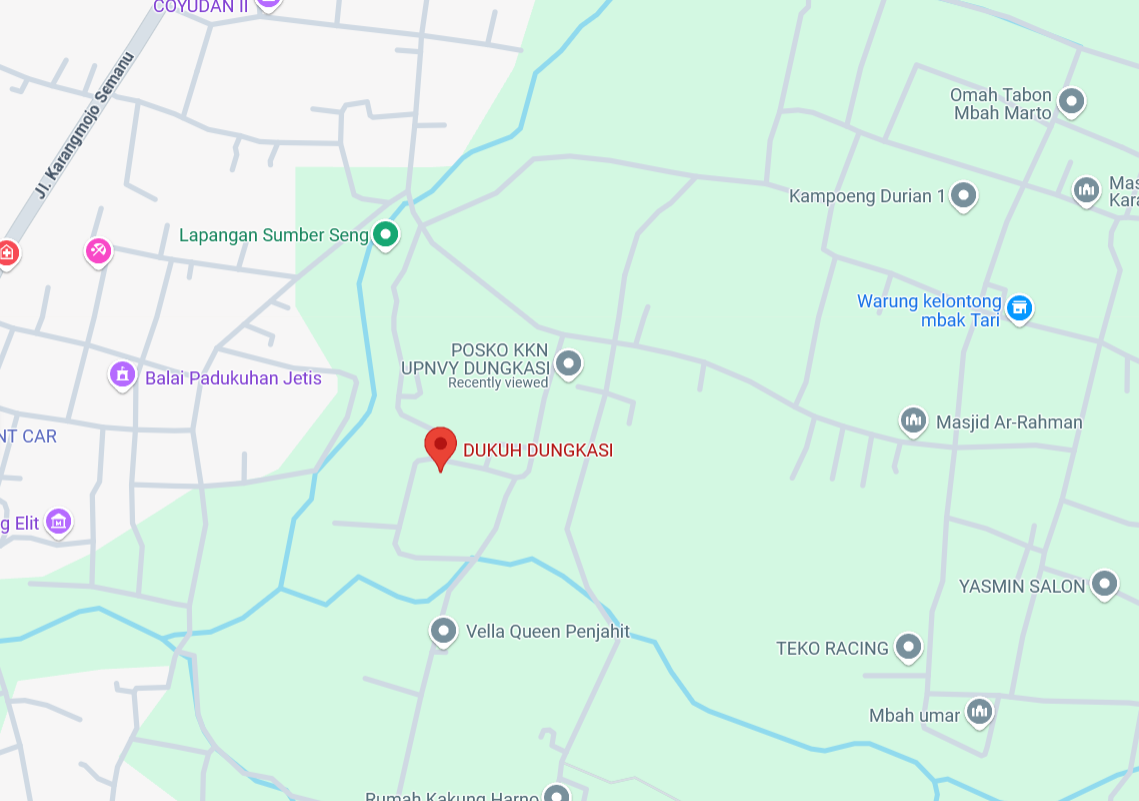 COYUDAN II
Jl. Karangmojo Semanu
Omah Tabon
Mbah Marto
Kampoeng Durian 1
Mas
Kara
Lapangan Sumber Seng
Warung kelontong
mbak Tari
POSKO KKN
UPNVY DUNGKASI
Recently viewed
Balai Padukuhan Jetis
NT CAR
Masjid Ar-Rahman
DUKUH DUNGKASI
g Elit
YASMIN SALON
Vella Queen Penjahit
TEKO RACING
Mbah umar
Rumah Kakung Harno